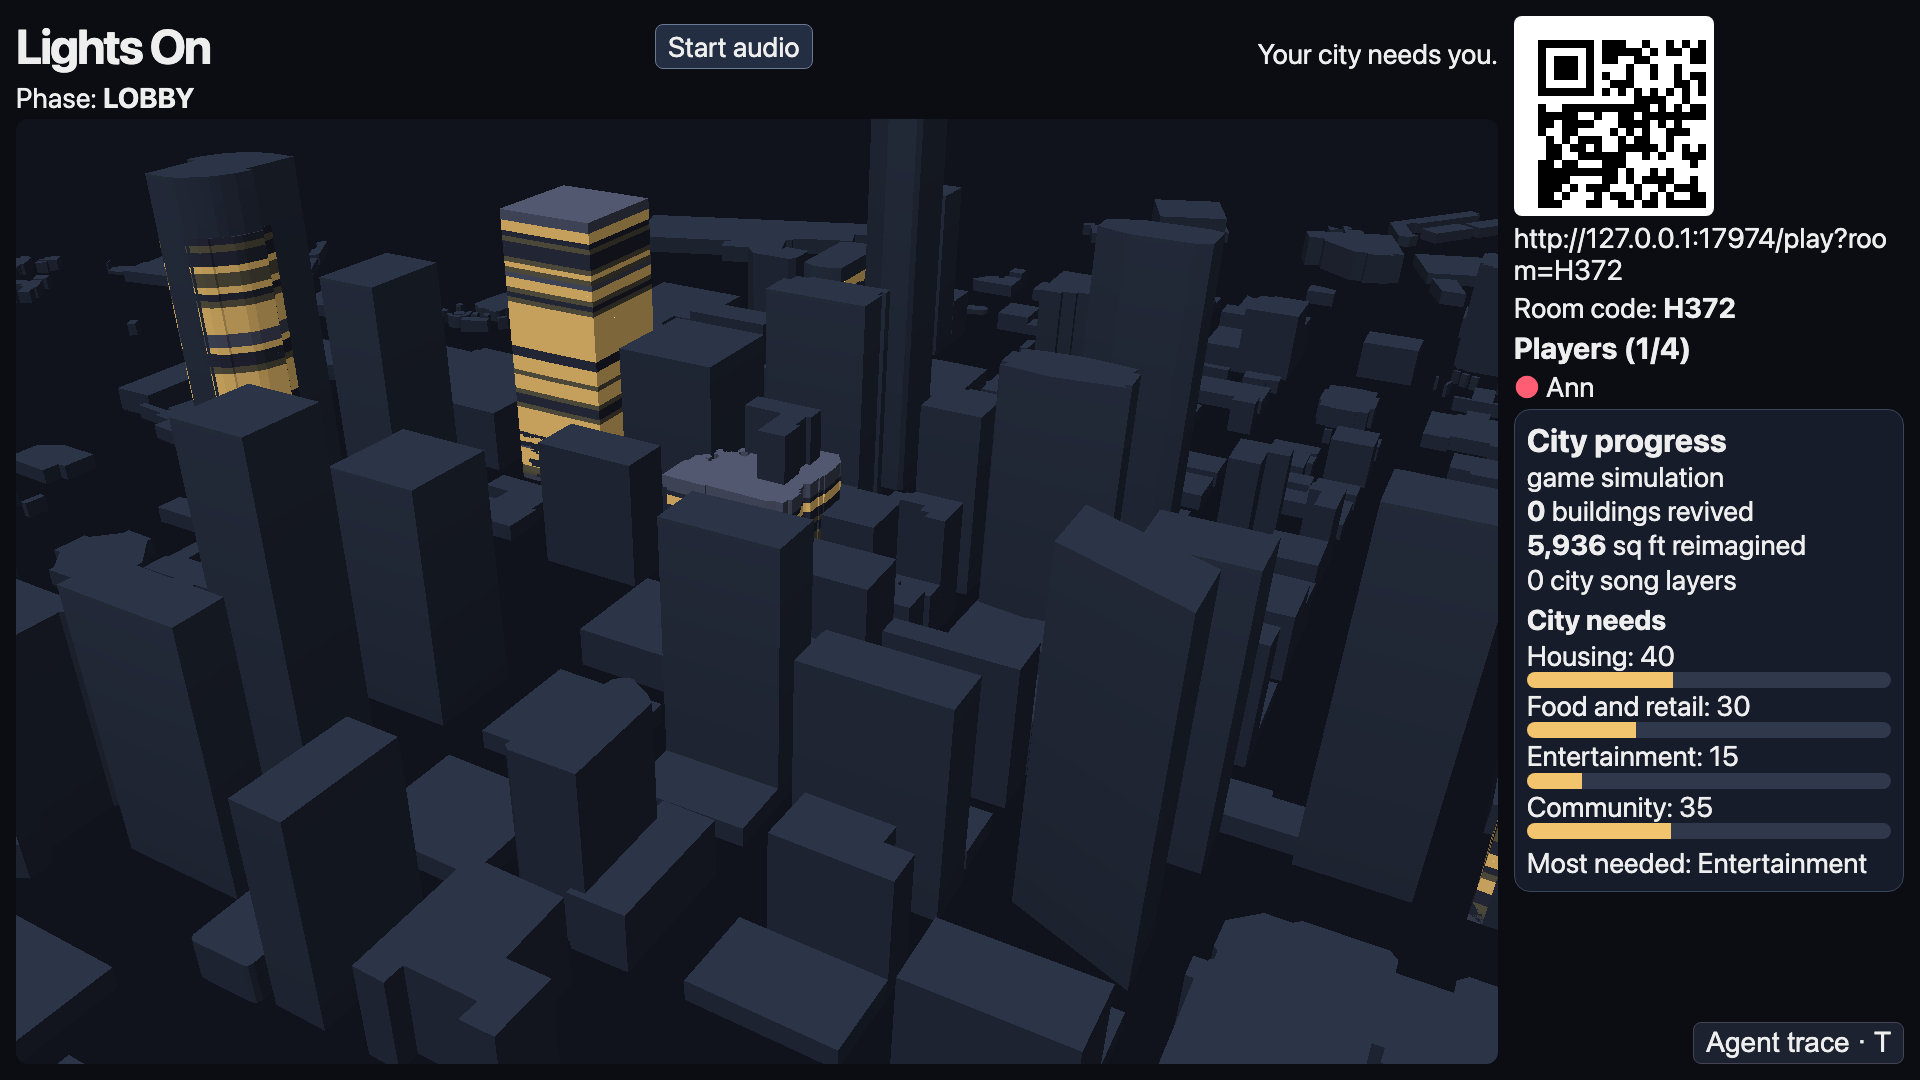 Lights On
Phase: LOBBY
Start audio
Your city needs you.
http://127.0.0.1:17974/play?roo
m=H372
Room code: H372
Players (1/4)
Ann
City progress
game simulation
0 buildings revived
5,936 sq ft reimagined
0 city song layers
City needs
Housing: 40
Food and retail: 30
Entertainment: 15
Community: 35
Most needed: Entertainment
Agent trace · T